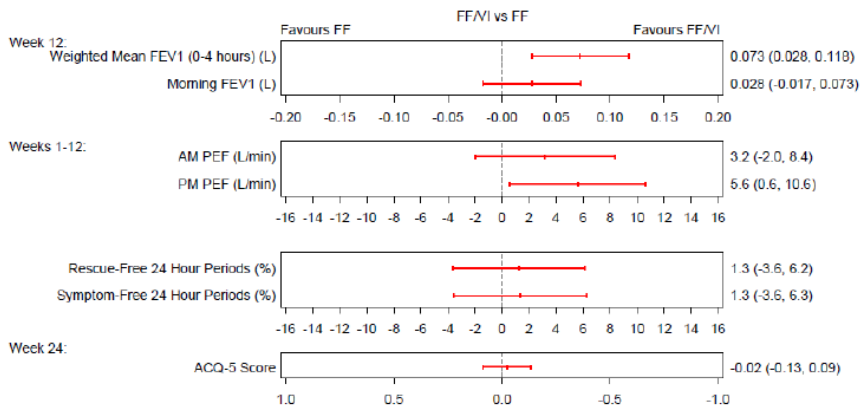 FF/VI vs FF
Favours FF Favours FF/VI
Week 12:
Weighted Mean FEV1 (0-4 hours) (L) 0.073 (0.028, 0.118)
Morning FEV1 (L) 0.028 (-0.017, 0.073)
-0.20 -0.15 -0.10 -0.05 -0.00 0.05 0.10 0.15 0.20
Weeks 1-12:
AM PEF (L/min) 3.2 (-2.0, 8.4)
PM PEF (L/min) 5.6 (0.6, 10.6)
-16 -14 -12 -10 -8 -6 -4 -2 0 2 4 6 8 10 12 14 16
Rescue-Free 24 Hour Periods (%) 1.3 (-3.6, 6.2)
Symptom-Free 24 Hour Periods (%) 1.3 (-3.6, 6.3)
-16 -14 -12 -10 -8 -6 -4 -2 0 2 4 6 8 10 12 14 16
Week 24:
ACQ-5 Score -0.02 (-0.13, 0.09)
1.0 0.5 0.0 -0.5 -1.0